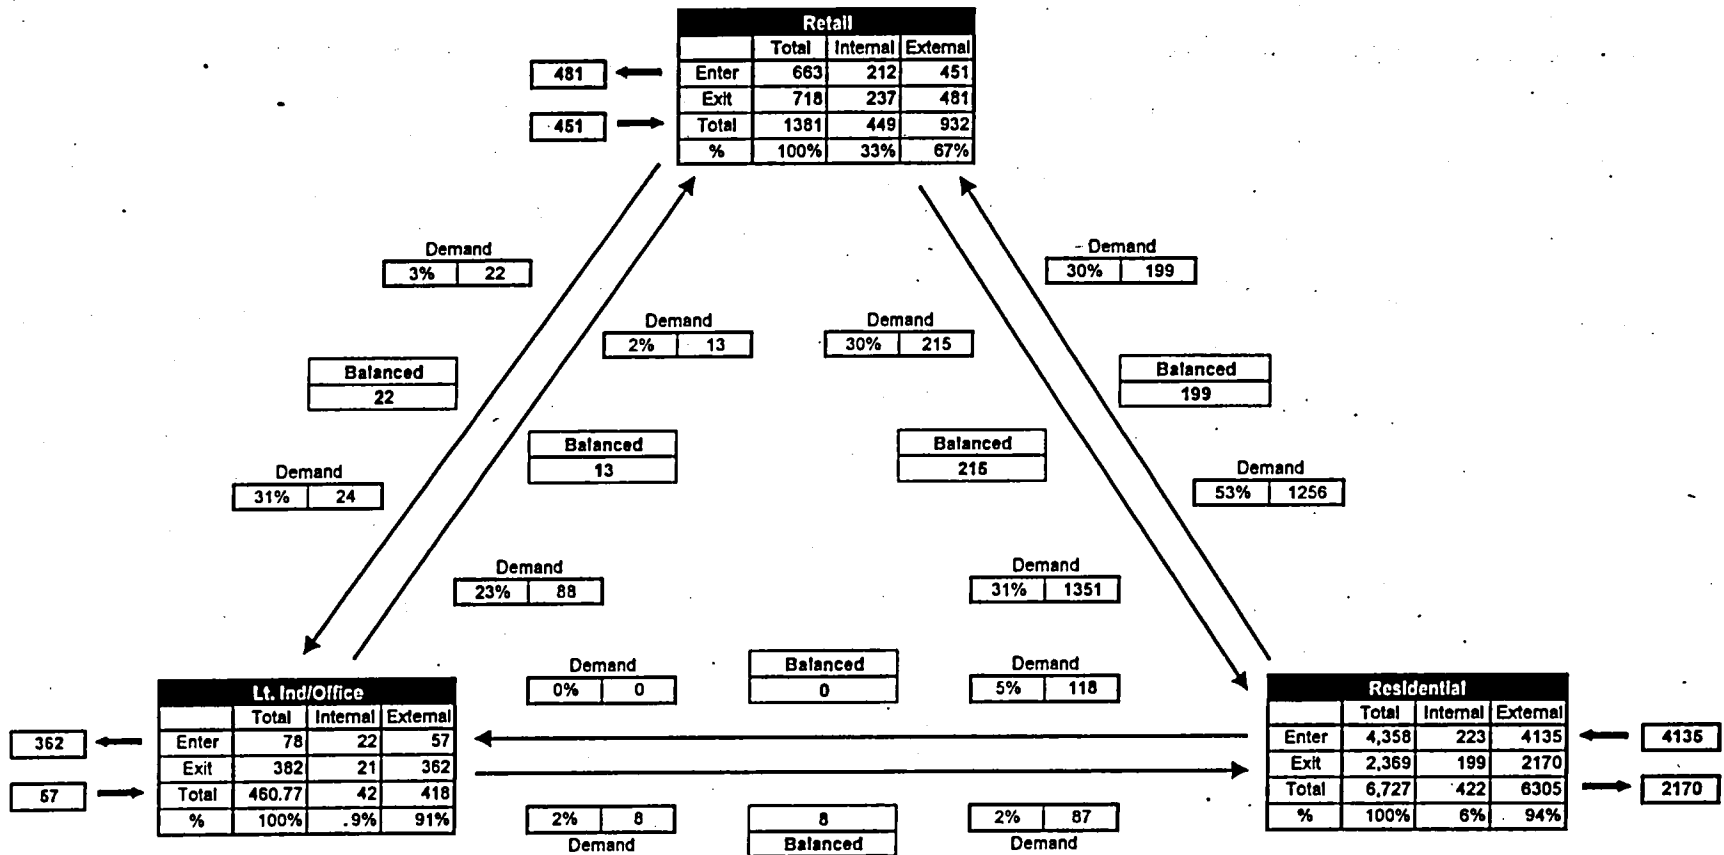 Retail
Total Internal External
481 Enter 663 212 451
Exit 718 237 481
451 Total 1381 449 932
% 100% 33% 67%
Demand Demand
3% 22 30% 199
Demand Demand
2% 13 30% 215
Balanced Balanced
22 199
Balanced Balanced
13 215
Demand Demand
31% 24 53% 1256
Demand Demand
23% 88 31% 1351
Demand Balanced Demand
0% 0 0 5% 118
Lt. Ind/Office Residential
Total Internal External Total Internal External
362 Enter 78 22 57 Enter 4,358 223 4135 4135
Exit 382 21 362 Exit 2,369 199 2170
57 Total 460.77 42 418 Total 6,727 422 6305 2170
% 100% 9% 91% % 100% 6% 94%
2% 8 8 2% 87
Demand Balanced Demand